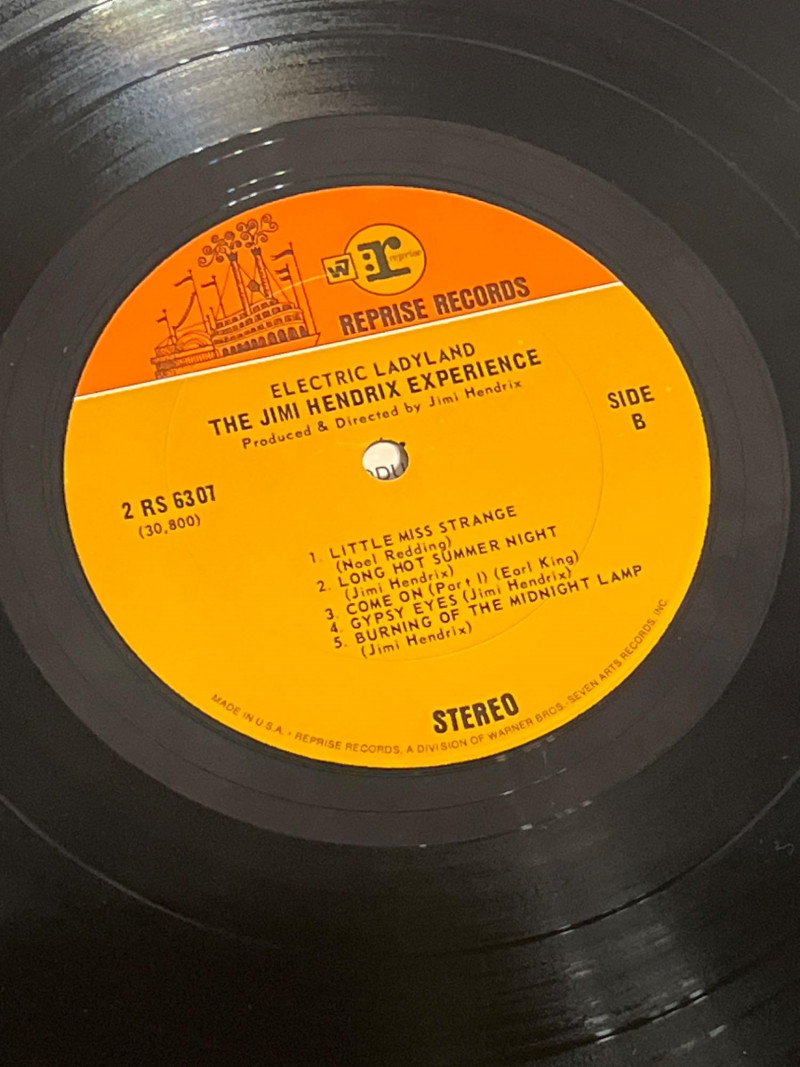 w7 :r reprise
REPRISE RECORDS
ELECTRIC LADYLAND
THE JIMI HENDRIX EXPERIENCE
Produced & Directed by Jimi Hendrix
SIDE
B
2 RS 6307
(30,800)
1. LITTLE MISS STRANGE
(Noel Redding)
2. LONG HOT SUMMER NIGHT
(Jimi Hendrix)
3. COME ON (Part I) (Earl King)
4. GYPSY EYES (Jimi Hendrix)
5. BURNING OF THE MIDNIGHT LAMP
(Jimi Hendrix)
STEREO
MADE IN U.S.A. • REPRISE RECORDS, A DIVISION OF WARNER BROS.-SEVEN ARTS RECORDS, INC.